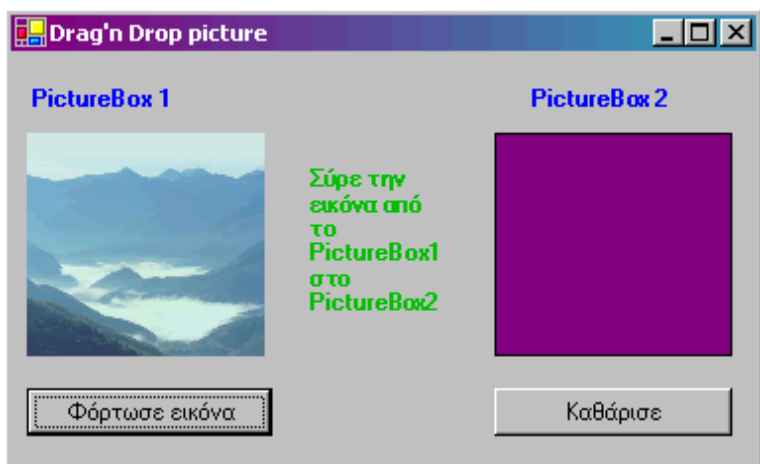 Drag'n Drop picture
PictureBox 1
PictureBox 2
Σύρε την
εικόνα από
το
PictureBox1
στο
PictureBox2
Φόρτωσε εικόνα
Καθάρισε